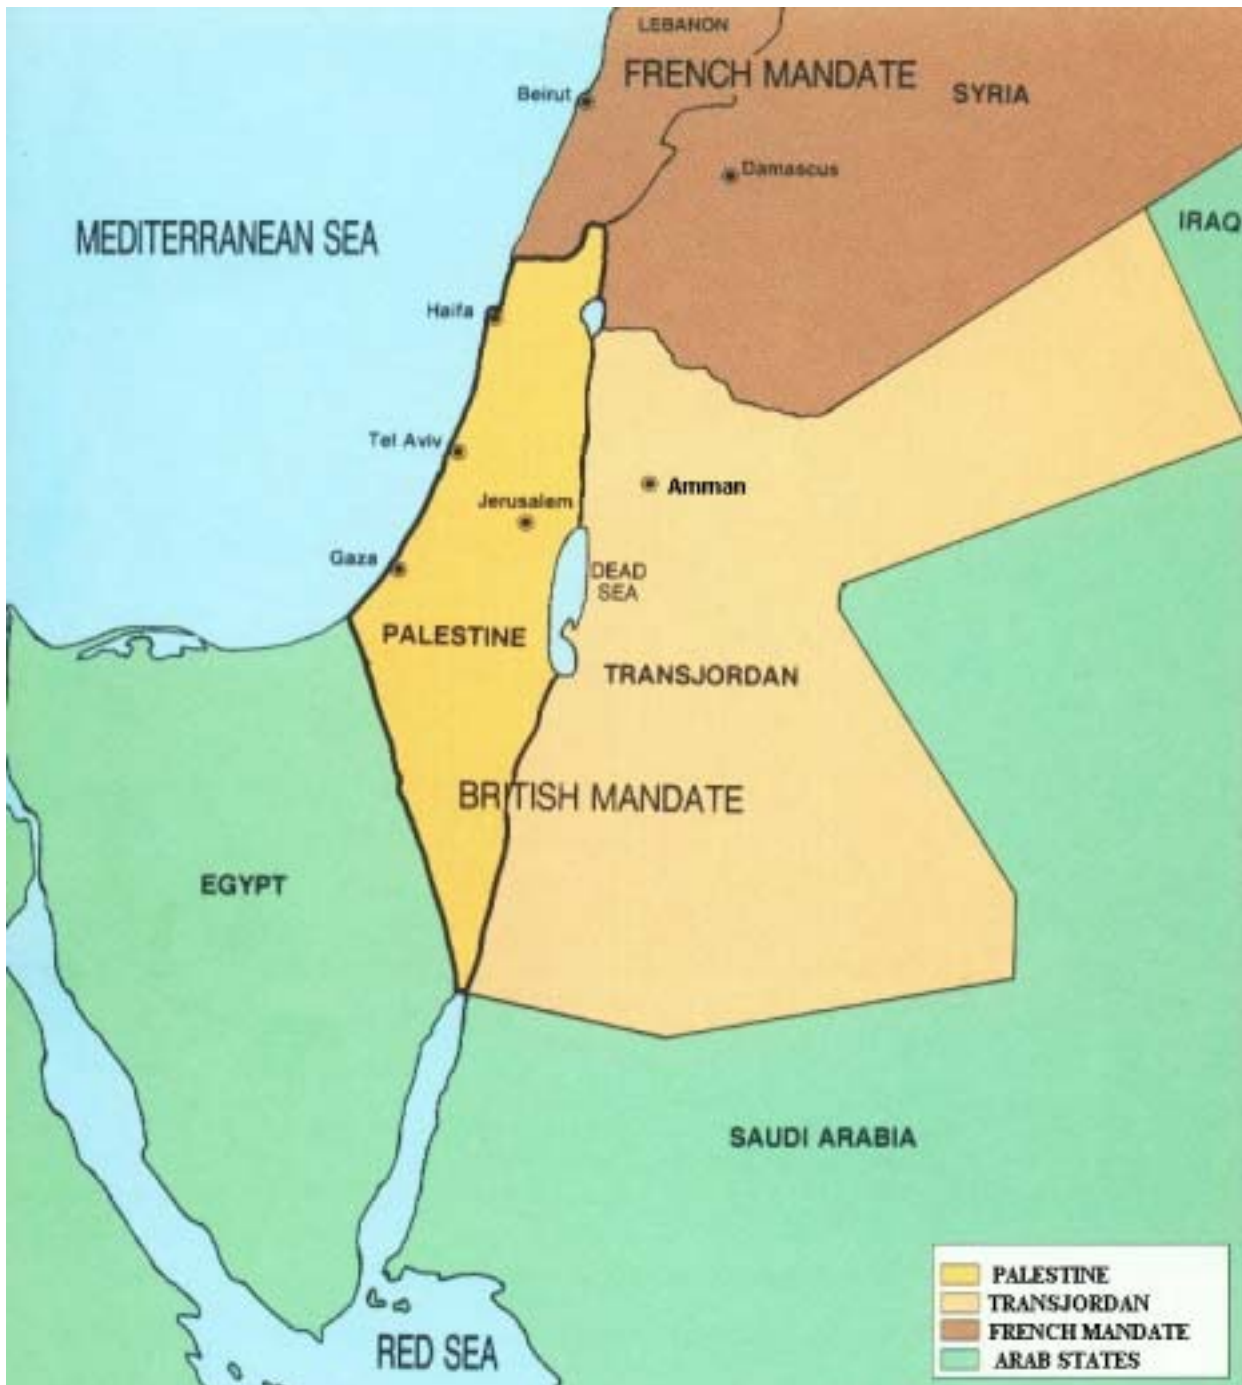 LEBANON
FRENCH MANDATE
SYRIA
Beirut
Damascus
MEDITERRANEAN SEA
IRAQ
Haifa
Tel Aviv
Amman
Jerusalem
Gaza
DEAD
SEA
PALESTINE
TRANSJORDAN
BRITISH MANDATE
EGYPT
SAUDI ARABIA
RED SEA
PALESTINE
TRANSJORDAN
FRENCH MANDATE
ARAB STATES